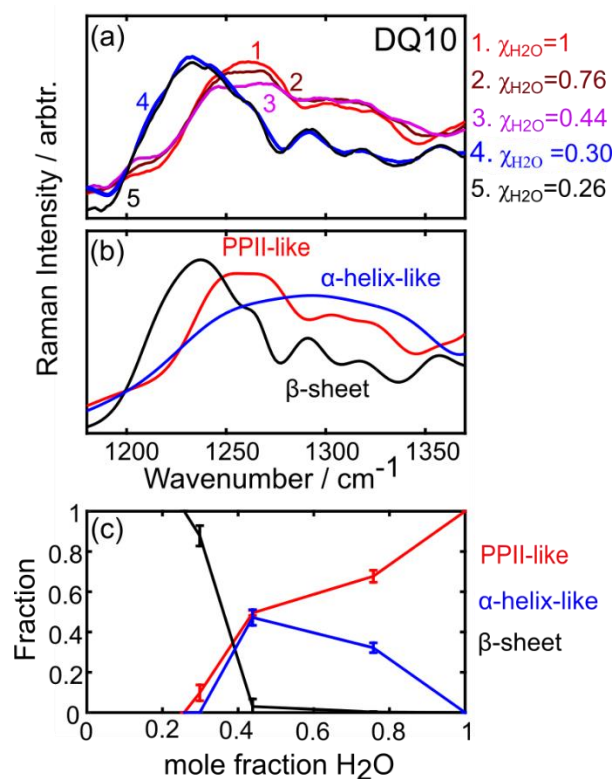 (a)
DQ10
1
2
3
4
5
1. χH2O=1
2. χH2O=0.76
3. χH2O=0.44
4. χH2O =0.30
5. χH2O=0.26
Raman Intensity / arbtr.
(b)
PPII-like
α-helix-like
β-sheet
1200 1250 1300 1350
Wavenumber / cm-1
(c)
1
0.8
0.6
0.4
0.2
0
Fraction
PPII-like
α-helix-like
β-sheet
0 0.2 0.4 0.6 0.8 1
mole fraction H2O